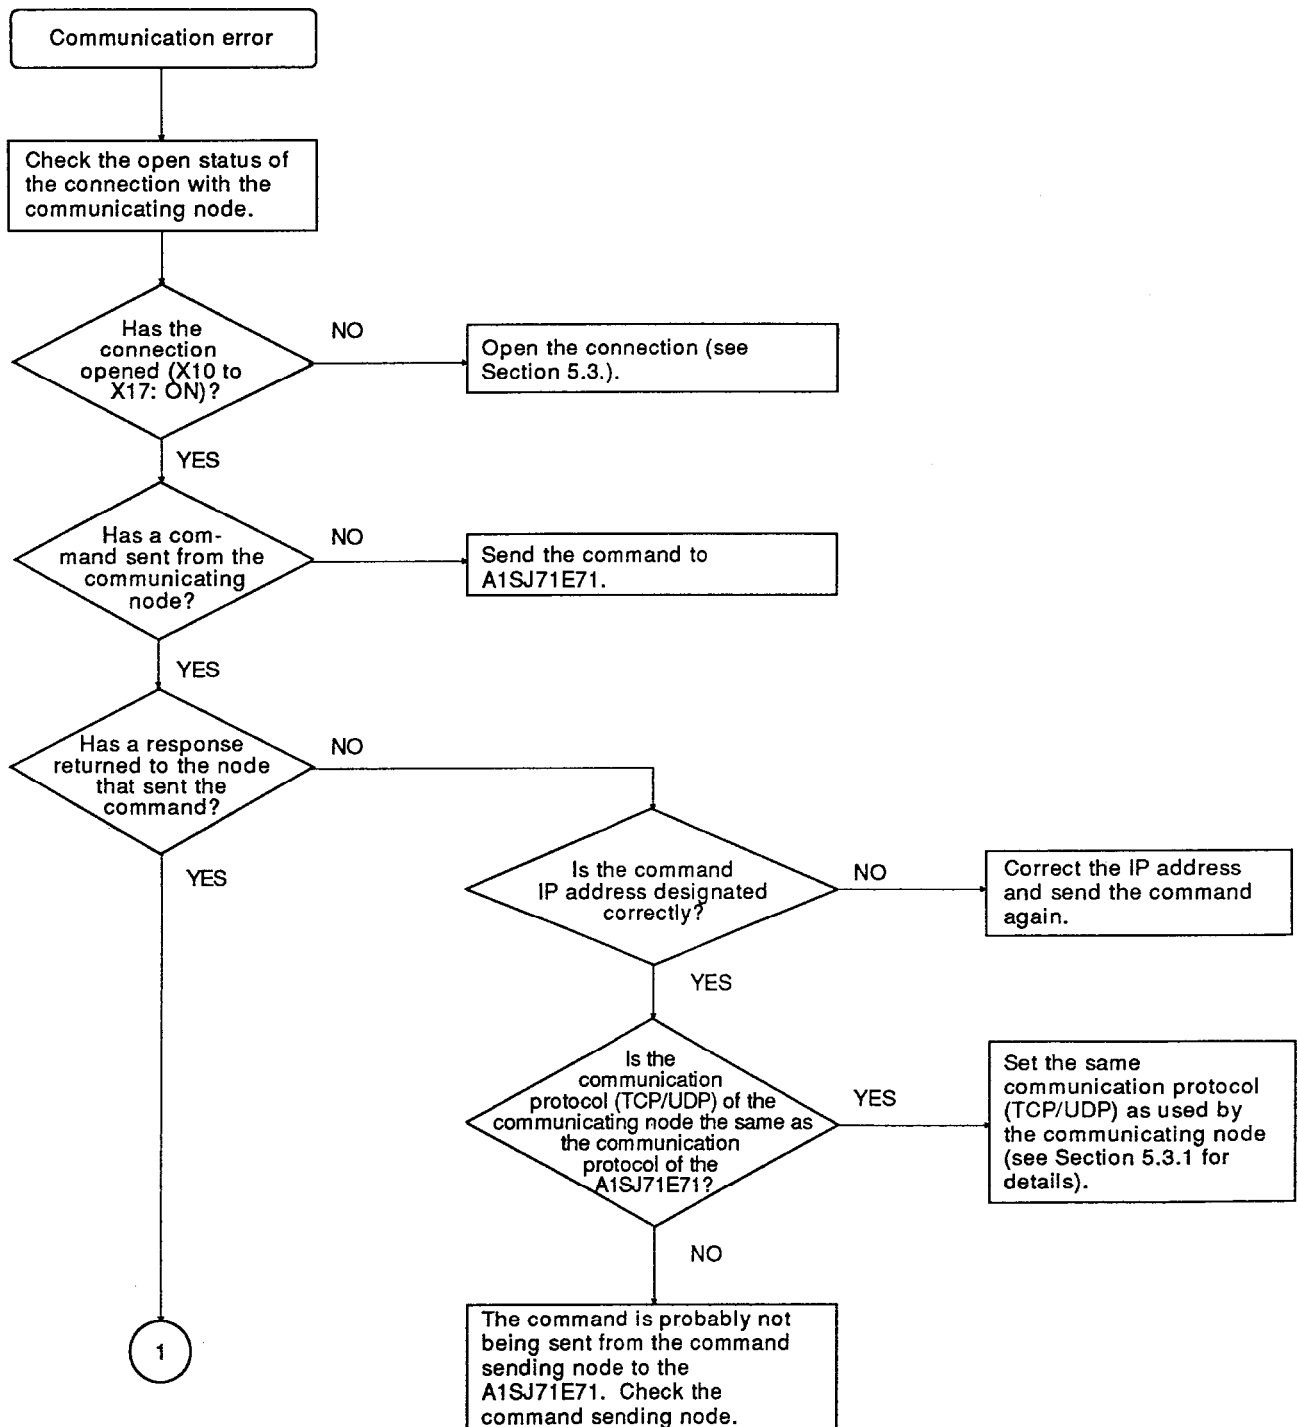 Communication error
Check the open status of
the connection with the
communicating node.
Has the
connection
opened (X10 to
X17: ON)?
NO
Open the connection (see
Section 5.3.).
YES
Has a com-
mand sent from the
communicating
node?
NO
Send the command to
A1SJ71E71.
YES
Has a response
returned to the node
that sent the
command?
NO
YES
Is the command
IP address designated
correctly?
NO
Correct the IP address
and send the command
again.
YES
Is the
communication
protocol (TCP/UDP) of the
communicating node the same as
the communication
protocol of the
A1SJ71E71?
YES
Set the same
communication protocol
(TCP/UDP) as used by
the communicating node
(see Section 5.3.1 for
details).
NO
The command is probably not
being sent from the command
sending node to the
A1SJ71E71. Check the
command sending node.
1